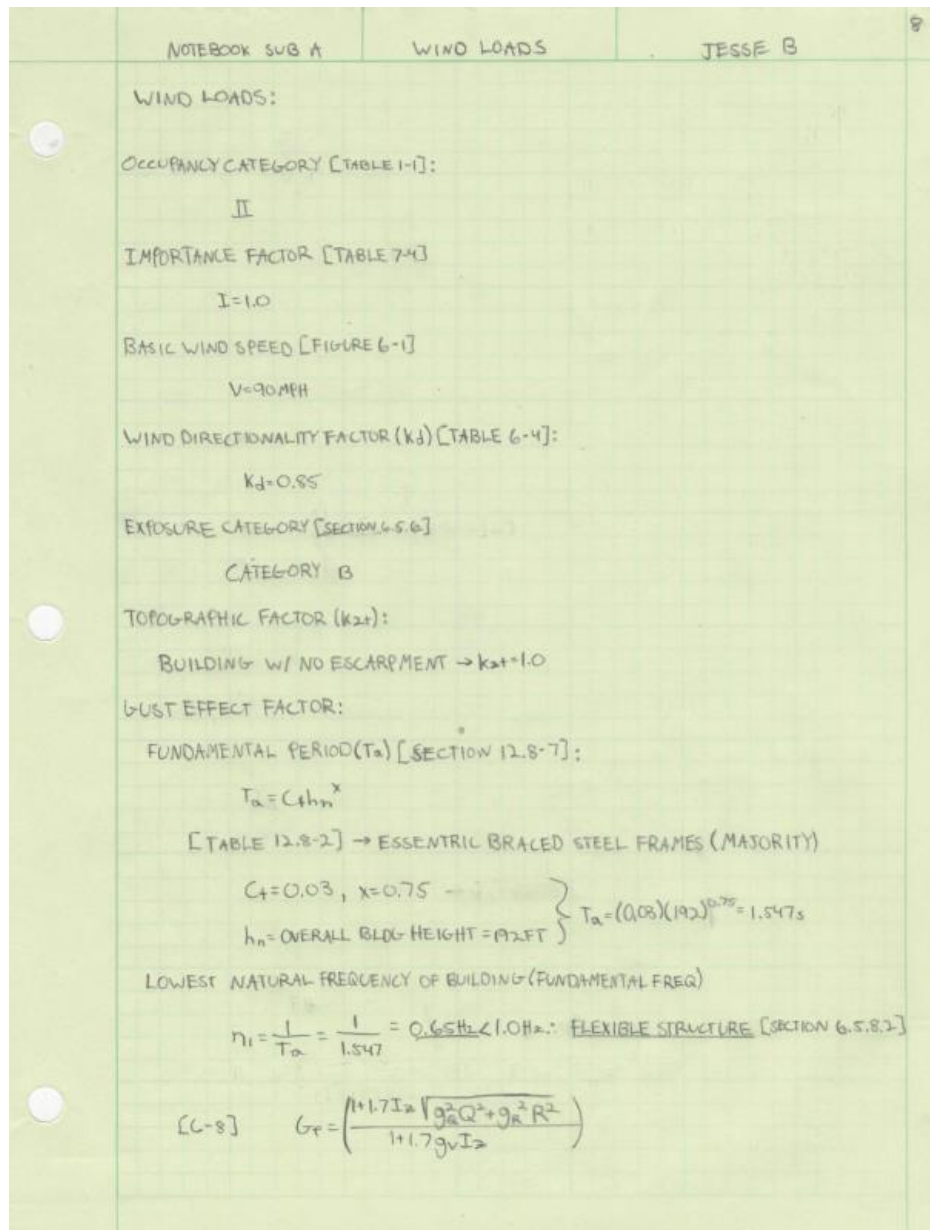 8
NOTEBOOK SUB A WIND LOADS JESSE B
WIND LOADS:
OCCUPANCY CATEGORY [TABLE 1-1]:
II
IMPORTANCE FACTOR [TABLE 7-4]
I=1.0
BASIC WIND SPEED [FIGURE 6-1]
V=90MPH
WIND DIRECTIONALITY FACTOR (Kd) [TABLE 6-4]:
Kd=0.85
EXPOSURE CATEGORY [SECTION 6.5.6]
CATEGORY B
TOPOGRAPHIC FACTOR (Kzt):
BUILDING W/ NO ESCARPMENT → kzt=1.0
GUST EFFECT FACTOR:
FUNDAMENTAL PERIOD (Ta) [SECTION 12.8-7]:
Ta = Cthn^x
[TABLE 12.8-2] → ESSENTRIC BRACED STEEL FRAMES (MAJORITY)
Ct=0.03, x=0.75
hn= OVERALL BLDG HEIGHT = 192FT } Ta=(0.03)(192)^0.75 = 1.547s
LOWEST NATURAL FREQUENCY OF BUILDING (FUNDAMENTAL FREQ)
n1 = 1/Ta = 1/1.547 = 0.65Hz < 1.0Hz ∴ FLEXIBLE STRUCTURE [SECTION 6.5.8.2]
[6-8] Gf = ((1+1.7Iz√(gQ²Q²+gR²R²))/(1+1.7gvIz))